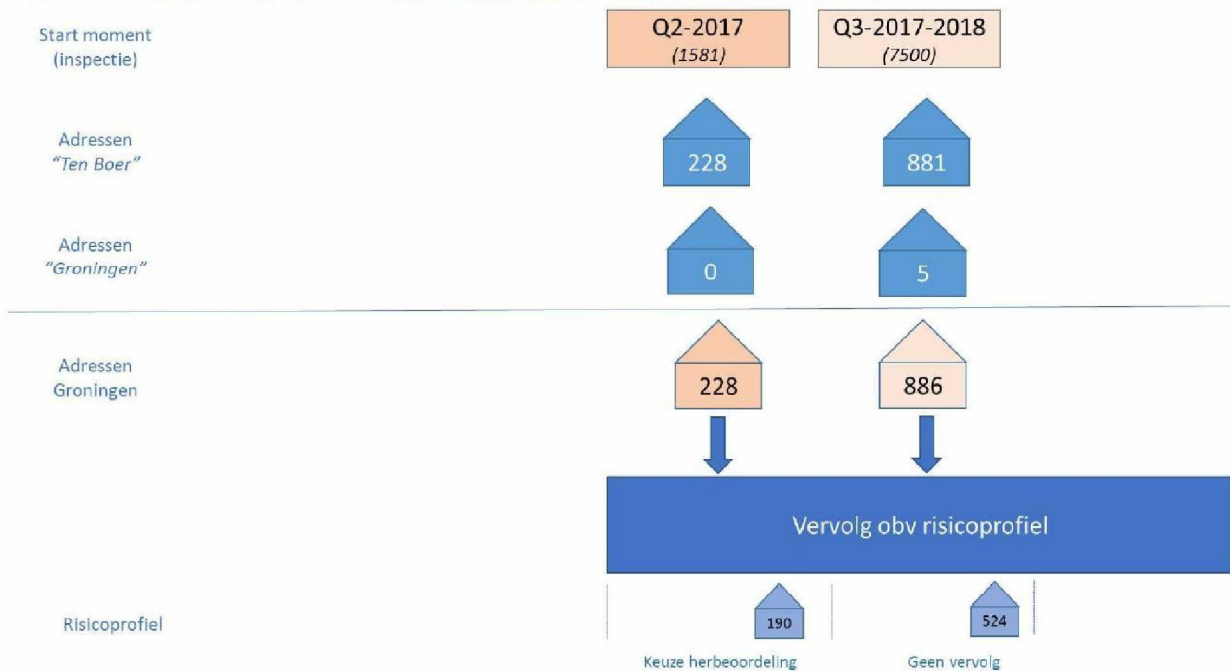 Start moment
(inspectie)
Q2-2017
(1581)
Q3-2017-2018
(7500)
Adressen
"Ten Boer"
228
881
Adressen
"Groningen"
0
5
Adressen
Groningen
228
886
Vervolg obv risicoprofiel
Risicoprofiel
190
524
Keuze herbeoordeling
Geen vervolg